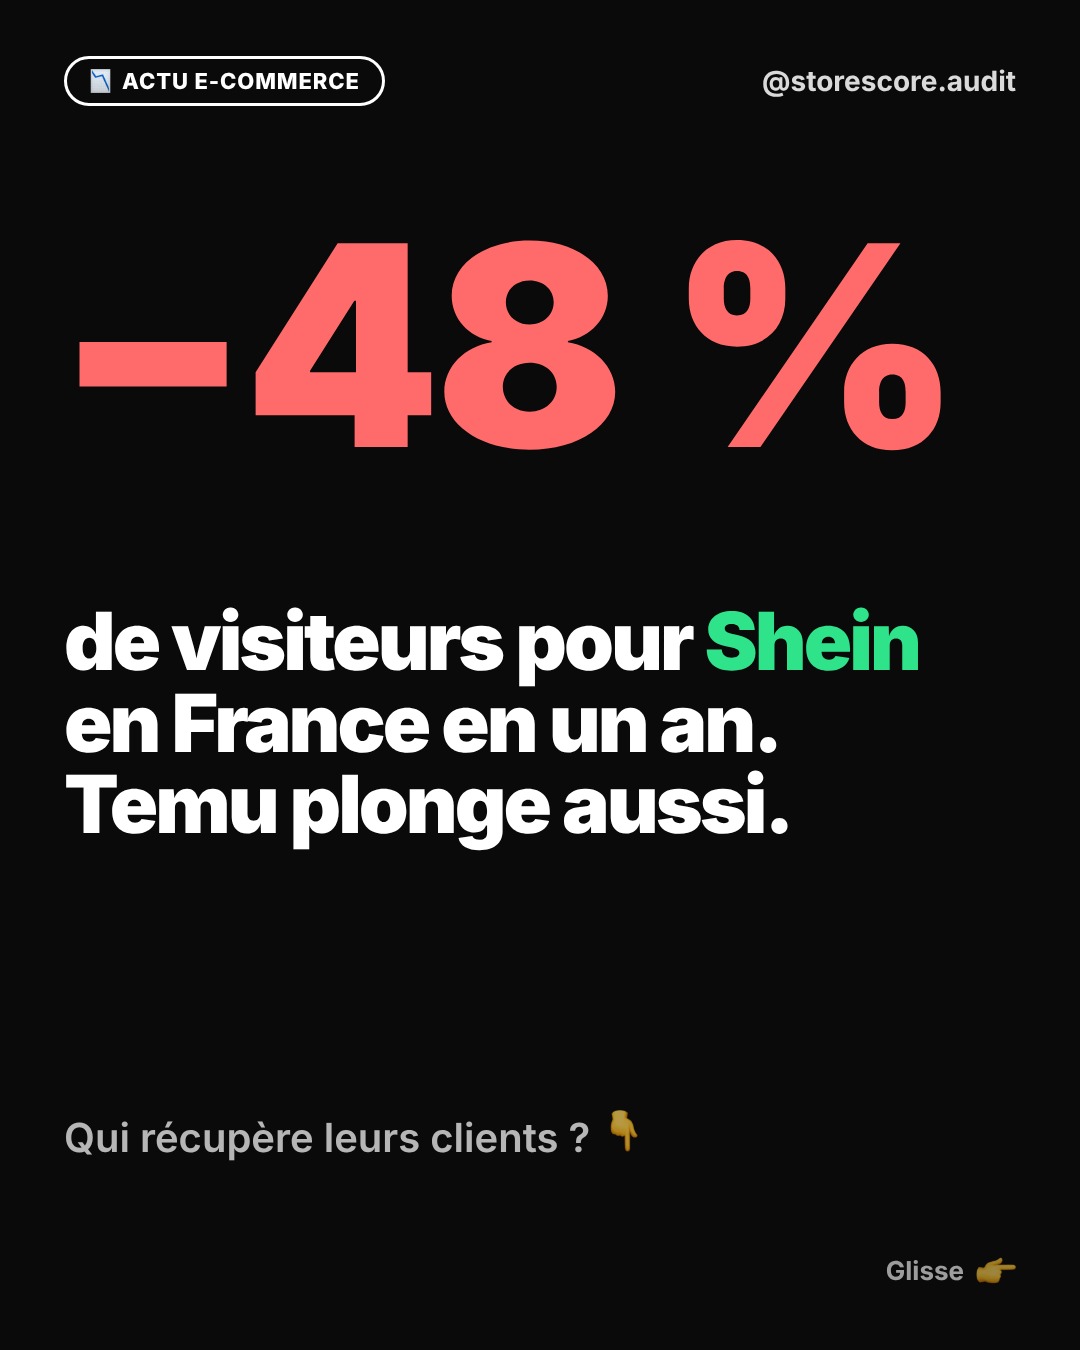 📉 ACTU E-COMMERCE
@storescore.audit
−48 %
de visiteurs pour Shein
en France en un an.
Temu plonge aussi.
Qui récupère leurs clients ? 👇
Glisse 👉